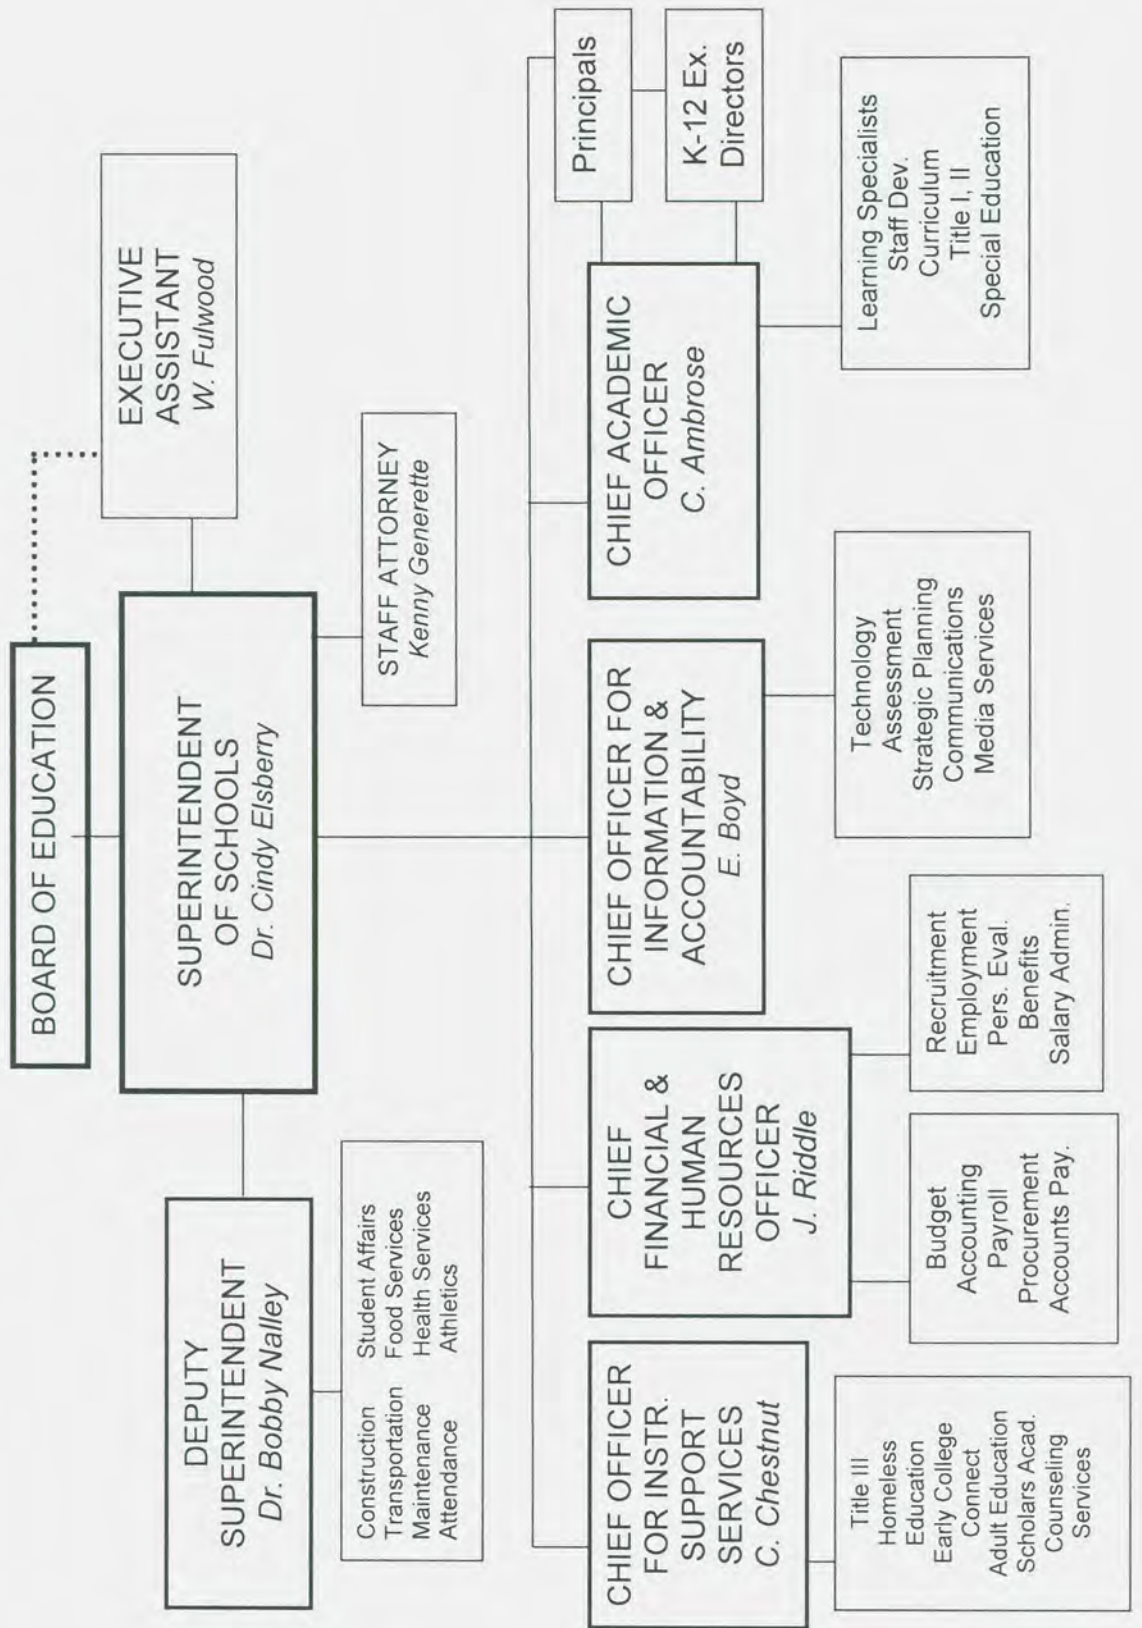 BOARD OF EDUCATION
SUPERINTENDENT
OF SCHOOLS
Dr. Cindy Elsberry
EXECUTIVE
ASSISTANT
W. Fulwood
DEPUTY
SUPERINTENDENT
Dr. Bobby Nalley
Construction
Transportation
Maintenance
Attendance
Student Affairs
Food Services
Health Services
Athletics
STAFF ATTORNEY
Kenny Generette
CHIEF OFFICER
FOR INSTR.
SUPPORT
SERVICES
C. Chestnut
Title III
Homeless
Education
Early College
Connect
Adult Education
Scholars Acad.
Counseling
Services
CHIEF
FINANCIAL &
HUMAN
RESOURCES
OFFICER
J. Riddle
Budget
Accounting
Payroll
Procurement
Accounts Pay.
Recruitment
Employment
Pers. Eval.
Benefits
Salary Admin.
CHIEF OFFICER FOR
INFORMATION &
ACCOUNTABILITY
E. Boyd
Technology
Assessment
Strategic Planning
Communications
Media Services
CHIEF ACADEMIC
OFFICER
C. Ambrose
Principals
K-12 Ex.
Directors
Learning Specialists
Staff Dev.
Curriculum
Title I, II
Special Education